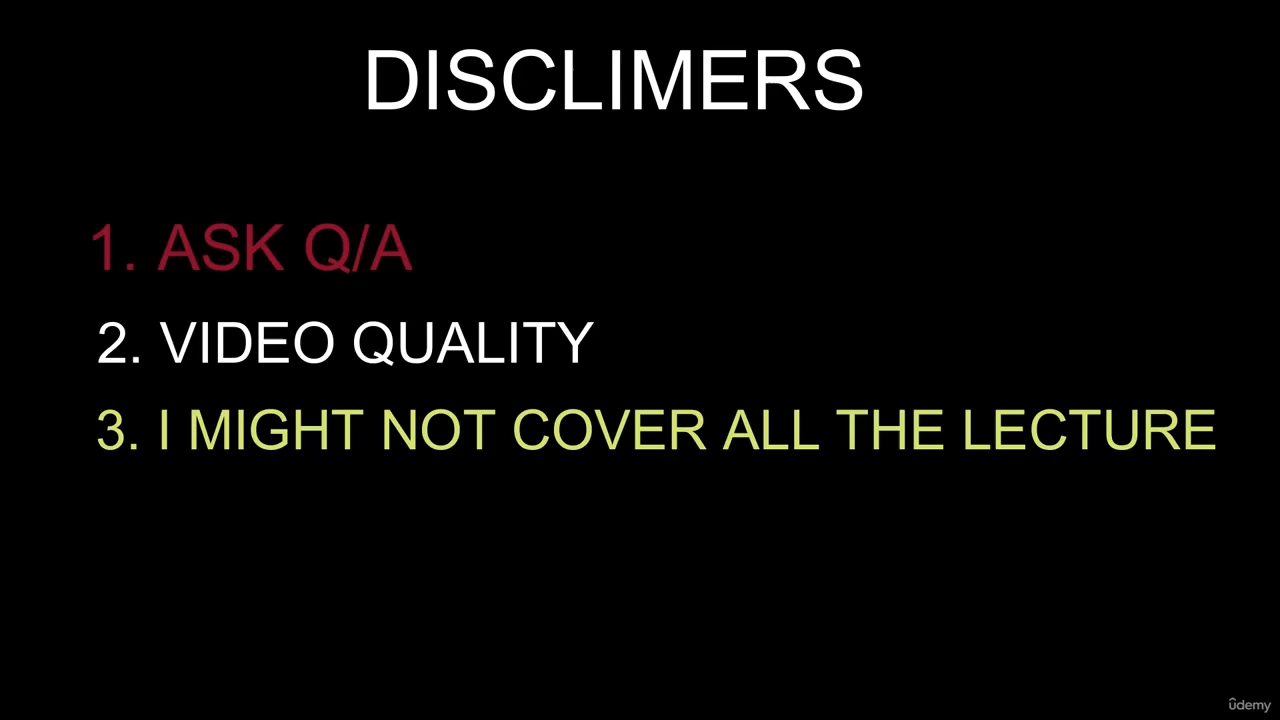 DISCLIMERS
1. ASK Q/A
2. VIDEO QUALITY
3. I MIGHT NOT COVER ALL THE LECTURE
ûdemy